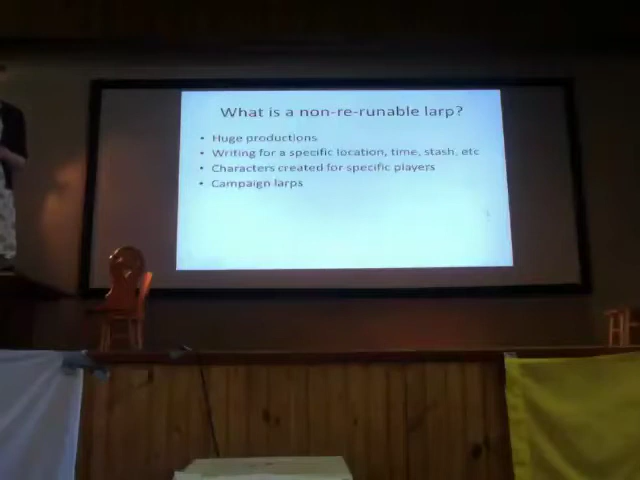 What is a non-re-runable larp?
• Huge productions
• Writing for a specific location, time, stash, etc
• Characters created for specific players
• Campaign larps